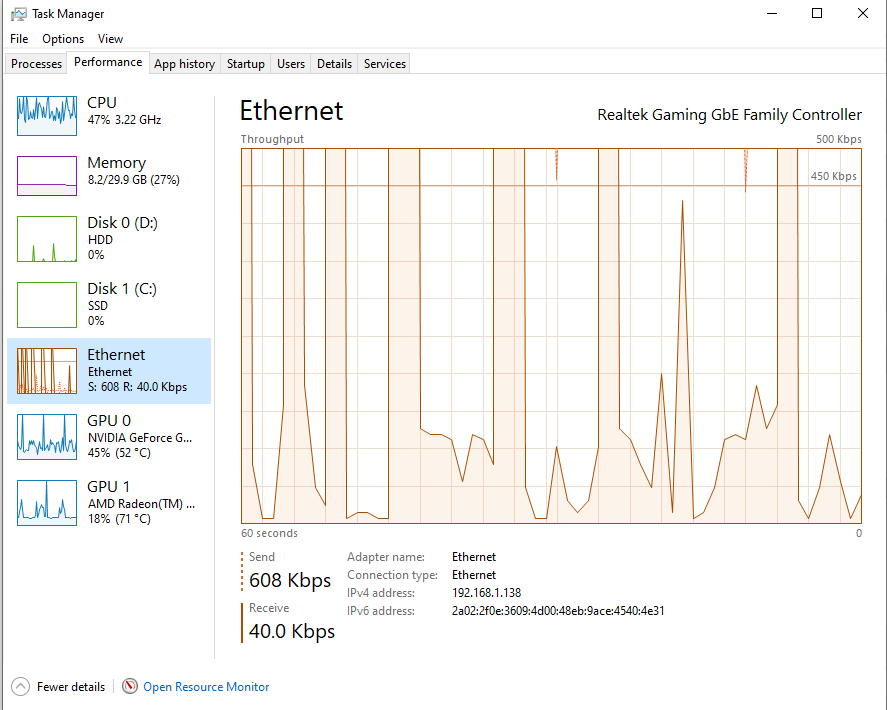 Task Manager
File Options View
Processes Performance App history Startup Users Details Services
CPU
47% 3.22 GHz
Memory
8.2/29.9 GB (27%)
Disk 0 (D:)
HDD
0%
Disk 1 (C:)
SSD
0%
Ethernet
Ethernet
S: 608 R: 40.0 Kbps
GPU 0
NVIDIA GeForce G...
45% (52 °C)
GPU 1
AMD Radeon(TM) ...
18% (71 °C)
Ethernet Realtek Gaming GbE Family Controller
Throughput 500 Kbps
450 Kbps
60 seconds 0
Send
608 Kbps
Receive
40.0 Kbps
Adapter name: Ethernet
Connection type: Ethernet
IPv4 address: 192.168.1.138
IPv6 address: 2a02:2f0e:3609:4d00:48eb:9ace:4540:4e31
Fewer details Open Resource Monitor